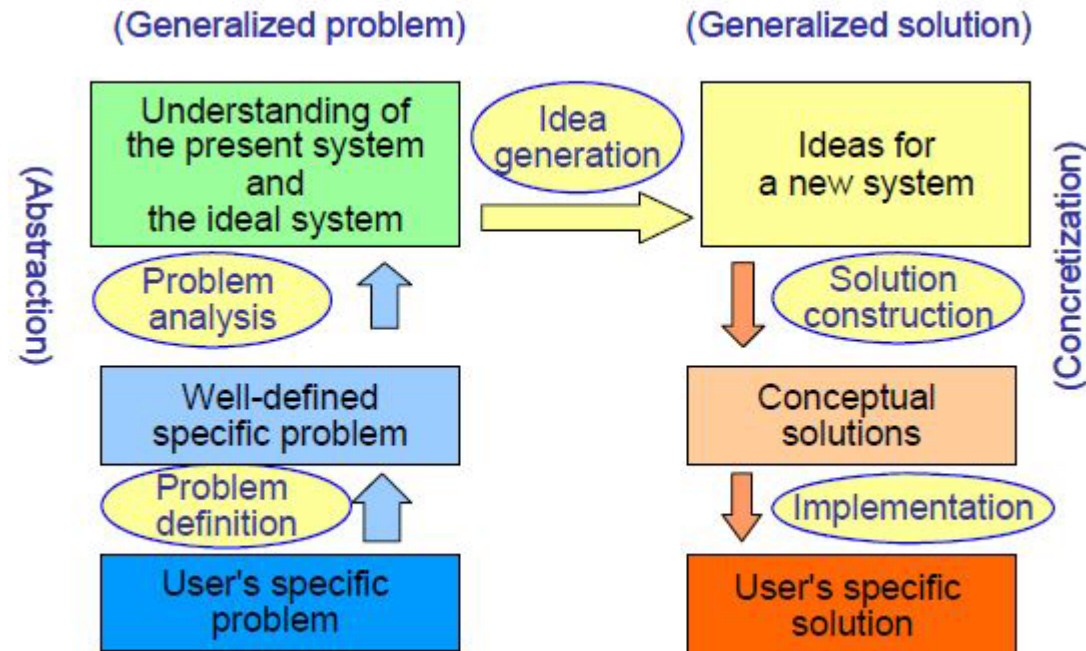 (Generalized problem)
(Generalized solution)
Understanding of
the present system
and
the ideal system
Idea
generation
Ideas for
a new system
(Abstraction)
(Concretization)
Problem
analysis
Solution
construction
Well-defined
specific problem
Conceptual
solutions
Problem
definition
Implementation
User's specific
problem
User's specific
solution